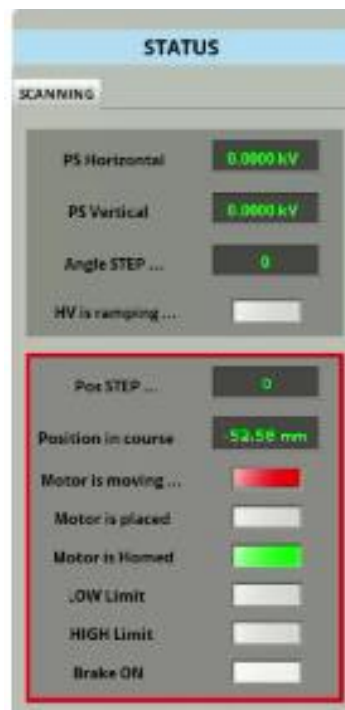 STATUS
SCANNING
PS Horizontal 0.0000 kV
PS Vertical 0.0000 kV
Angle STEP ... 0
HV is ramping ...
Pos STEP ... 0
Position in course -52.58 mm
Motor is moving ...
Motor is placed
Motor is Homed
LOW Limit
HIGH Limit
Brake ON